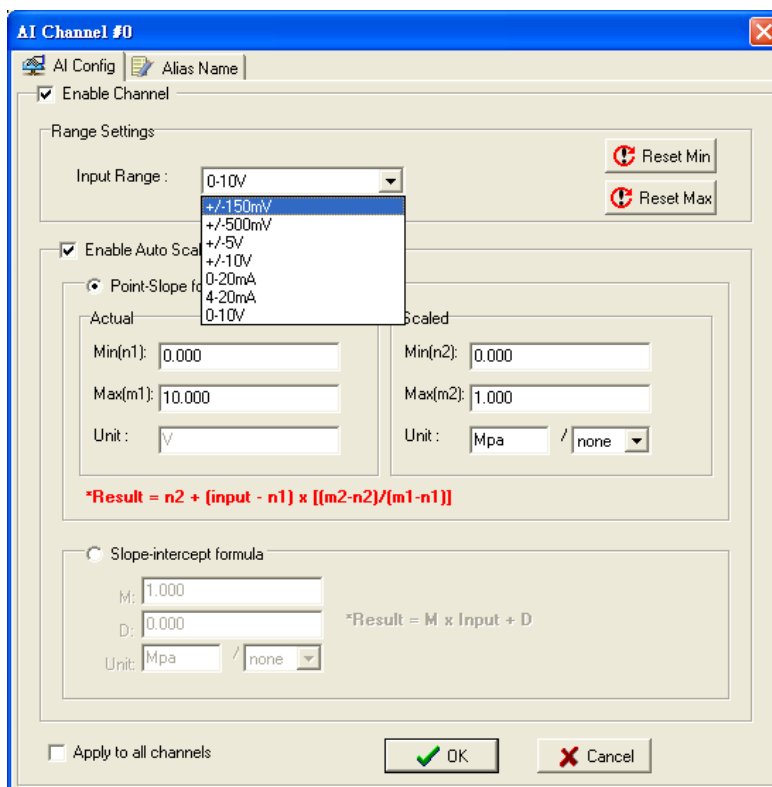 AI Channel #0
AI Config
Alias Name
Enable Channel
Range Settings
Input Range :
0-10V
Reset Min
Reset Max
+/-150mV
+/-500mV
+/-5V
+/-10V
0-20mA
4-20mA
0-10V
Enable Auto Scal
Point-Slope fo
Actual
Min(n1): 0.000
Max(m1): 10.000
Unit : V
Scaled
Min(n2): 0.000
Max(m2): 1.000
Unit : Mpa / none
*Result = n2 + (input - n1) x [(m2-n2)/(m1-n1)]
Slope-intercept formula
M: 1.000
D: 0.000
Unit: Mpa / none
*Result = M x Input + D
Apply to all channels
OK
Cancel